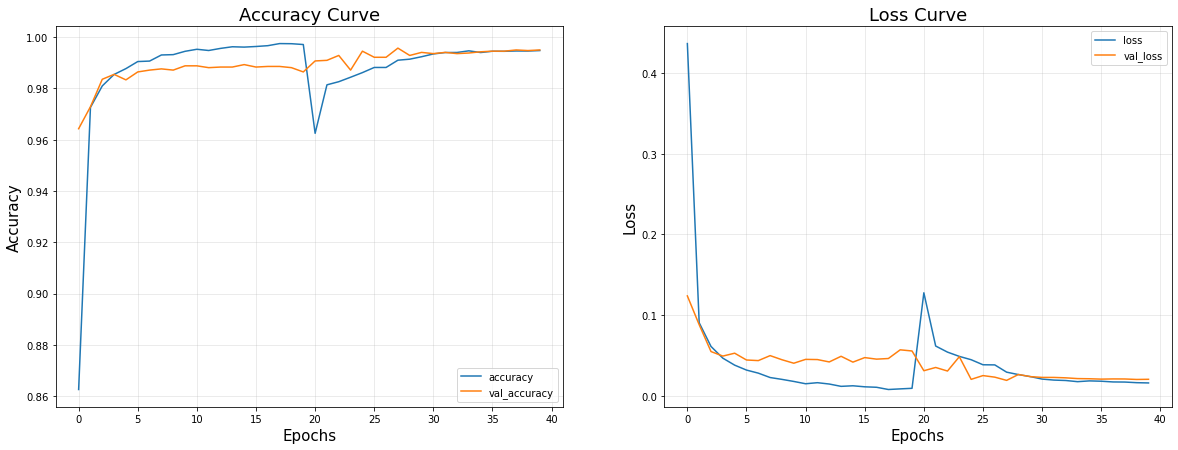 Accuracy Curve
Accuracy
1.00
0.98
0.96
0.94
0.92
0.90
0.88
0.86
0 5 10 15 20 25 30 35 40
Epochs
accuracy
val_accuracy
Loss Curve
Loss
0.4
0.3
0.2
0.1
0.0
0 5 10 15 20 25 30 35 40
Epochs
loss
val_loss